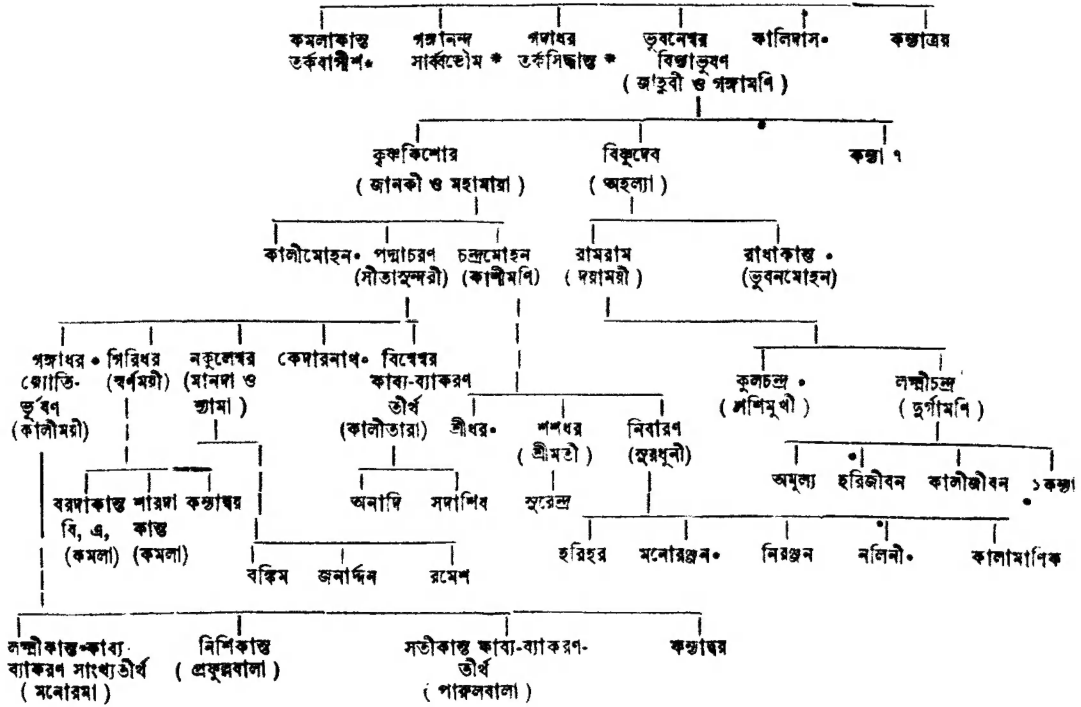 কমলাকান্ত গঙ্গানন্দ গদাধর ভুবনেশ্বর কালিদাস* কন্যাত্রয়
তর্কবাগীশ* সার্ব্বভৌম * তর্কসিদ্ধান্ত * বিদ্যাভূষণ
( জাহ্নবী ও গঙ্গামণি )
কৃষ্ণকিশোর বিষ্ণুদেব কন্যা ৭
( জানকী ও মহামায়া ) ( অহল্যা )
কালীমোহন* পদ্মাচরণ চন্দ্রমোহন রামরাম রাধাকান্ত *
(সীতাসুন্দরী) (কাশীমণি) ( দয়াময়ী ) (ভুবনমোহন)
গঙ্গাধর * গিরিধর নকুলেশ্বর কেদারনাথ* বিশ্বেশ্বর
জ্যোতি- (স্বর্ণময়ী) (মানদা ও কাব্য-ব্যাকরণ
ভূষণ শ্যামা ) তীর্থ
(কালীময়ী) (কালীতারা)
কুলচন্দ্র * লক্ষ্মীচন্দ্র
( শশিমুখী ) ( দুর্গামণি )
শ্রীধর* শশধর নিবারণ
( শ্রীমতী ) (সুরধুনী)
অমূল্য হরিজীবন কালীজীবন ১কন্যা
বরদাকান্ত শারদা কন্যাদ্বয় অনাদি সদাশিব সুরেন্দ্র
বি, এ, কান্ত
(কমলা) (কমলা)
হরিহর মনোরঞ্জন* নিরঞ্জন নলিনী* কালামাণিক
বঙ্কিম জনার্দ্দন রমেশ
লক্ষ্মীকান্ত*কাব্য- নিশিকান্ত সতীকান্ত কাব্য-ব্যাকরণ- কন্যাদ্বয়
ব্যাকরণ সাংখ্যতীর্থ ( প্রফুল্লবালা ) তীর্থ
( মনোরমা ) ( পারুলবালা )